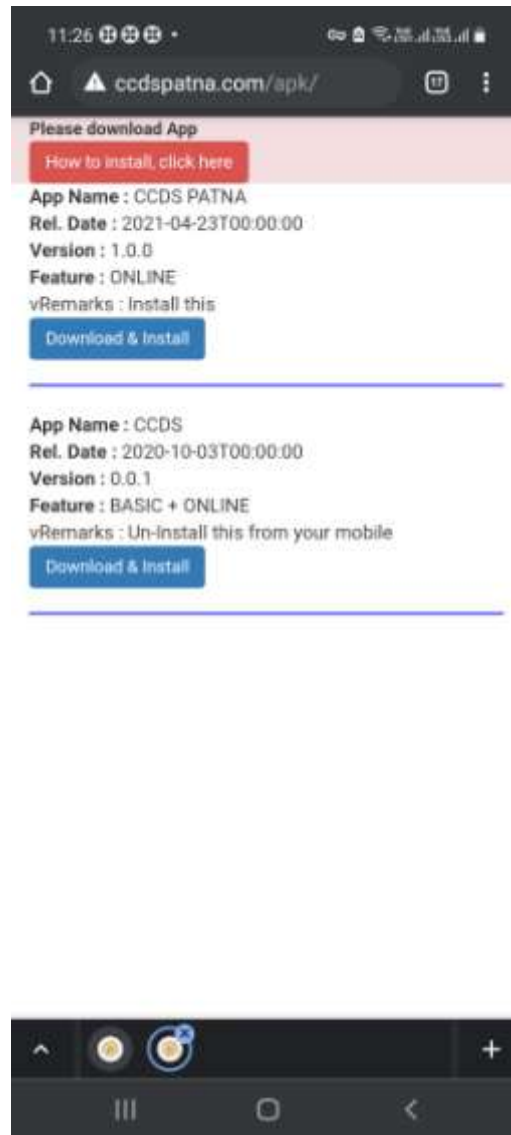 11:26
ccdspatna.com/apk/
17
Please download App
How to install, click here
App Name : CCDS PATNA
Rel. Date : 2021-04-23T00:00:00
Version : 1.0.0
Feature : ONLINE
vRemarks : Install this
Download & Install
App Name : CCDS
Rel. Date : 2020-10-03T00:00:00
Version : 0.0.1
Feature : BASIC + ONLINE
vRemarks : Un-Install this from your mobile
Download & Install